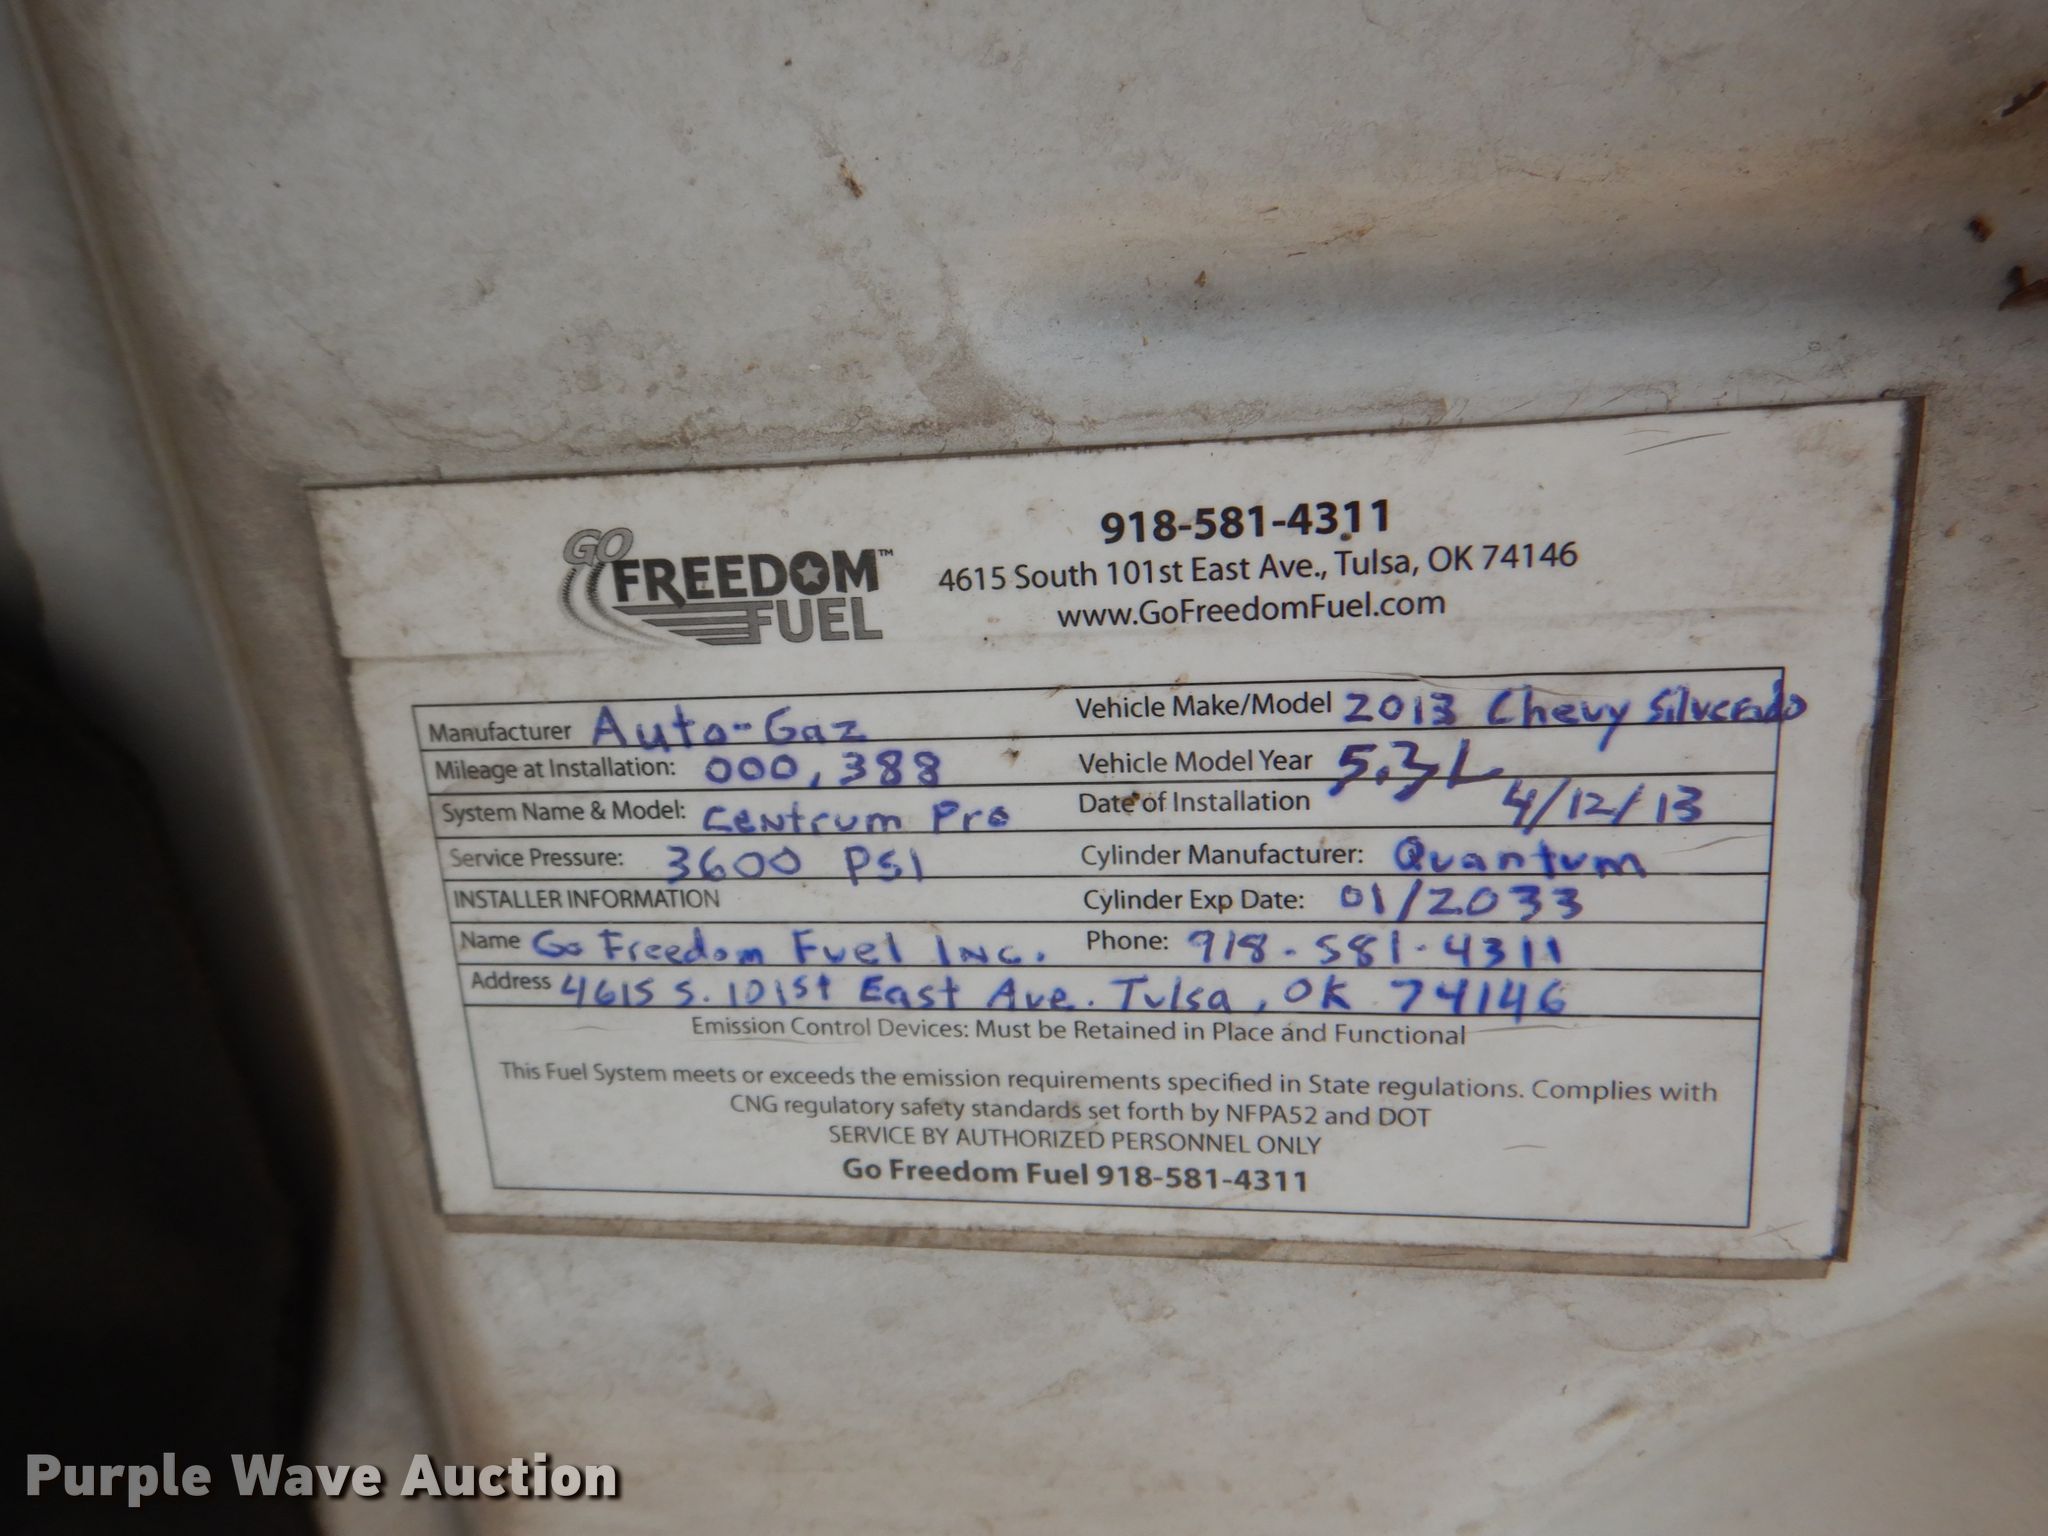 GO
FREEDOM™
FUEL
918-581-4311
4615 South 101st East Ave., Tulsa, OK 74146
www.GoFreedomFuel.com
Manufacturer Auto-Gaz Vehicle Make/Model 2013 Chevy Silverado
Mileage at Installation: 000,388 Vehicle Model Year 5.3L
System Name & Model: Centrum Pro Date of Installation 4/12/13
Service Pressure: 3600 PSI Cylinder Manufacturer: Quantum
INSTALLER INFORMATION Cylinder Exp Date: 01/2033
Name Go Freedom Fuel Inc. Phone: 918-581-4311
Address 4615 S. 101st East Ave. Tulsa, OK 74146
Emission Control Devices: Must be Retained in Place and Functional
This Fuel System meets or exceeds the emission requirements specified in State regulations. Complies with
CNG regulatory safety standards set forth by NFPA52 and DOT
SERVICE BY AUTHORIZED PERSONNEL ONLY
Go Freedom Fuel 918-581-4311
Purple Wave Auction